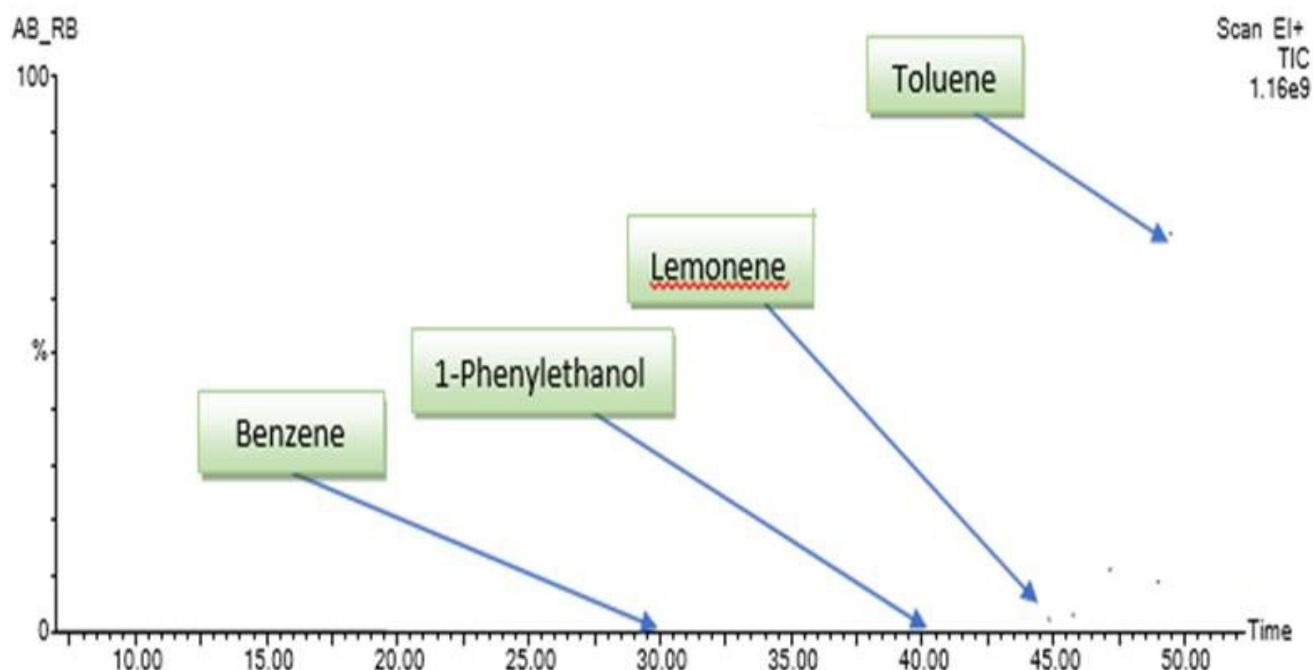 AB_RB
Scan EI+
TIC
1.16e9
100
Toluene
Lemonene
%
1-Phenylethanol
Benzene
0
Time
10.00 15.00 20.00 25.00 30.00 35.00 40.00 45.00 50.00